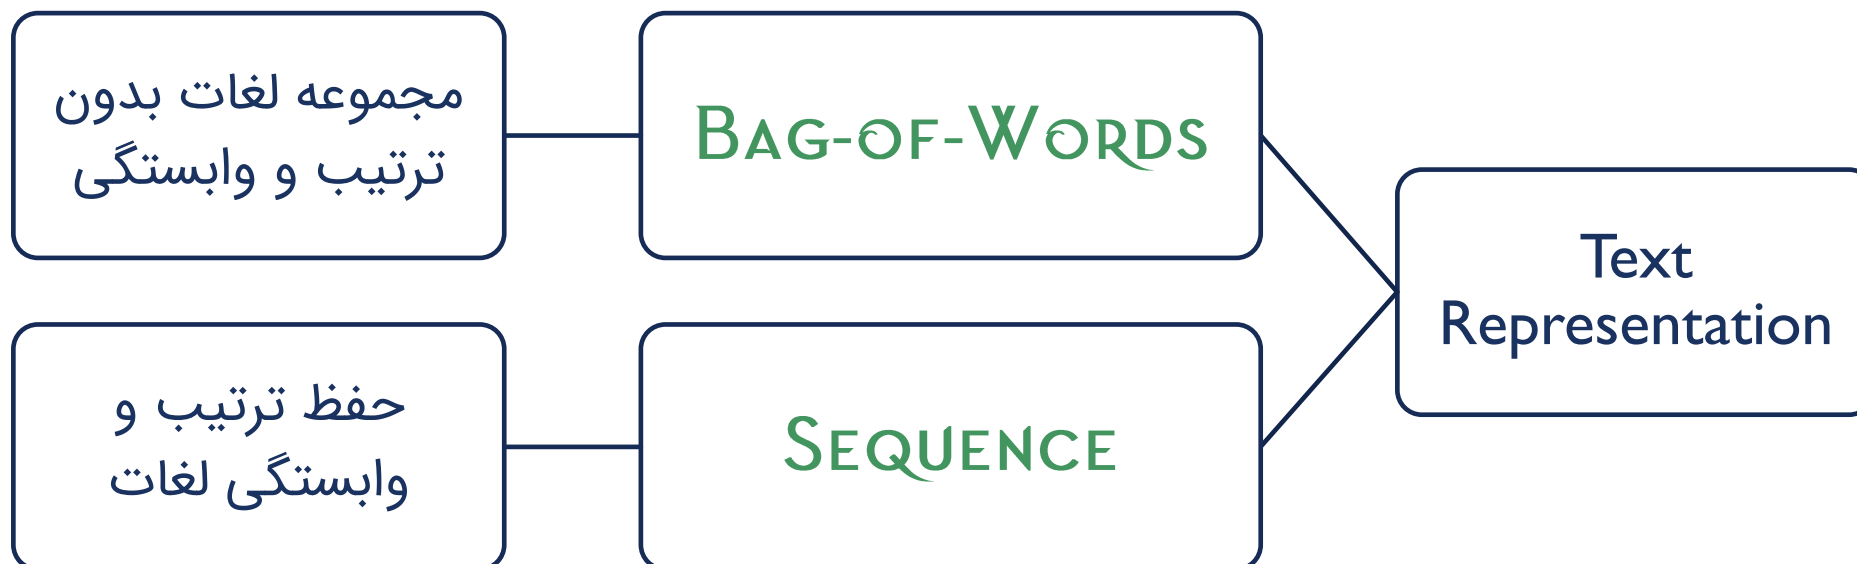 Text
Representation
Bag-of-Words
مجموعه لغات بدون
ترتیب و وابستگی
Sequence
حفظ ترتیب و
وابستگی لغات